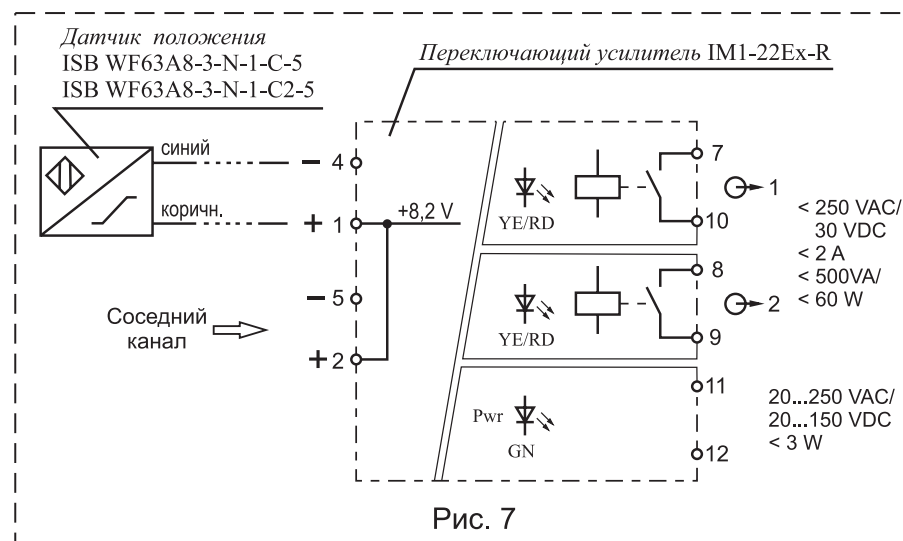 Датчик положения
ISB WF63A8-3-N-1-C-5
ISB WF63A8-3-N-1-C2-5
Переключающий усилитель IM1-22Ex-R
синий
– 4
коричн.
+ 1
+8,2 V
– 5
Соседний
канал
+ 2
YE/RD
7
10
1
YE/RD
8
9
2
< 250 VAC/
30 VDC
< 2 A
< 500VA/
< 60 W
Pwr
GN
11
12
20...250 VAC/
20...150 VDC
< 3 W
Рис. 7